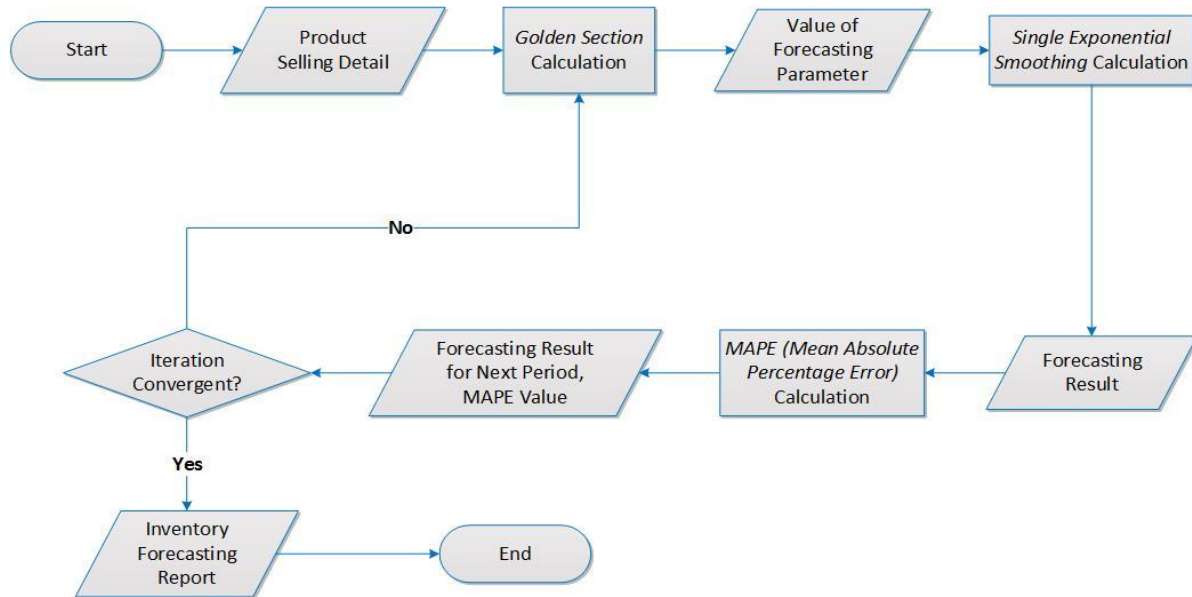 Start
Product
Selling Detail
Golden Section
Calculation
Value of
Forecasting
Parameter
Single Exponential
Smoothing Calculation
No
Iteration
Convergent?
Forecasting Result
for Next Period,
MAPE Value
MAPE (Mean Absolute
Percentage Error)
Calculation
Forecasting
Result
Yes
Inventory
Forecasting
Report
End